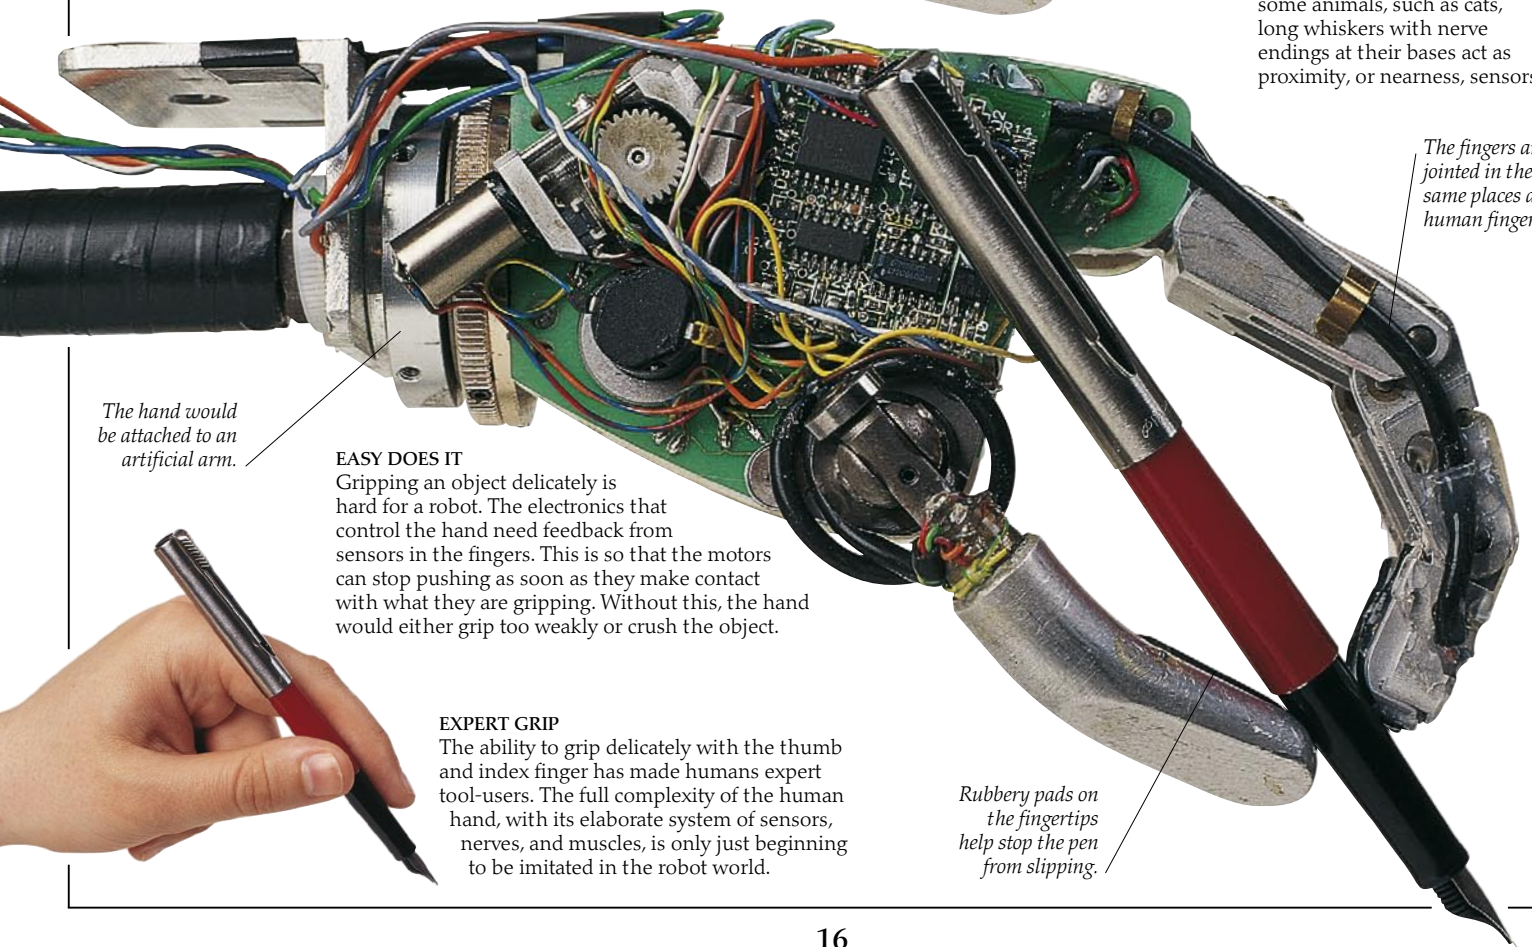 some animals, such as cats,
long whiskers with nerve
endings at their bases act as
proximity, or nearness, sensors
The fingers a
jointed in the
same places a
human finger
The hand would
be attached to an
artificial arm.
EASY DOES IT
Gripping an object delicately is
hard for a robot. The electronics that
control the hand need feedback from
sensors in the fingers. This is so that the motors
can stop pushing as soon as they make contact
with what they are gripping. Without this, the hand
would either grip too weakly or crush the object.
EXPERT GRIP
The ability to grip delicately with the thumb
and index finger has made humans expert
tool-users. The full complexity of the human
hand, with its elaborate system of sensors,
nerves, and muscles, is only just beginning
to be imitated in the robot world.
Rubbery pads on
the fingertips
help stop the pen
from slipping.
16